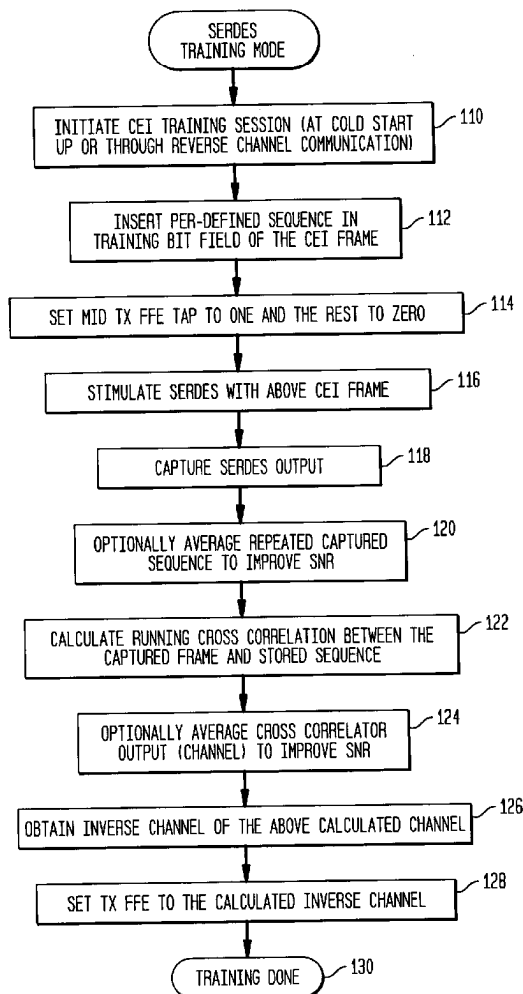 SERDES
TRAINING MODE
INITIATE CEI TRAINING SESSION (AT COLD START
UP OR THROUGH REVERSE CHANNEL COMMUNICATION)
110
INSERT PER-DEFINED SEQUENCE IN
TRAINING BIT FIELD OF THE CEI FRAME
112
SET MID TX FFE TAP TO ONE AND THE REST TO ZERO
114
STIMULATE SERDES WITH ABOVE CEI FRAME
116
CAPTURE SERDES OUTPUT
118
OPTIONALLY AVERAGE REPEATED CAPTURED
SEQUENCE TO IMPROVE SNR
120
CALCULATE RUNNING CROSS CORRELATION BETWEEN THE
CAPTURED FRAME AND STORED SEQUENCE
122
OPTIONALLY AVERAGE CROSS CORRELATOR
OUTPUT (CHANNEL) TO IMPROVE SNR
124
OBTAIN INVERSE CHANNEL OF THE ABOVE CALCULATED CHANNEL
126
SET TX FFE TO THE CALCULATED INVERSE CHANNEL
128
TRAINING DONE
130